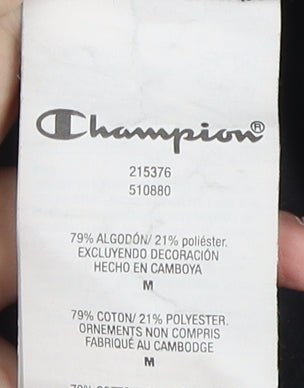 Champion®
215376
510880
79% ALGODÓN/ 21% poliéster.
EXCLUYENDO DECORACIÓN
HECHO EN CAMBOYA
M
79% COTON/ 21% POLYESTER.
ORNEMENTS NON COMPRIS
FABRIQUÉ AU CAMBODGE
M